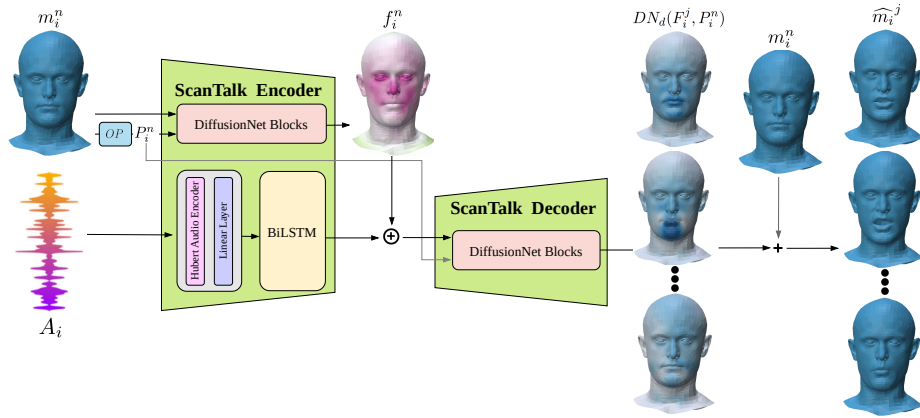 $m_i^n$
$f_i^n$
$DN_d(F_i^j, P_i^n)$
$m_i^n$
$\widehat{m_i}^j$
ScanTalk Encoder
DiffusionNet Blocks
OP
$P_i^n$
Hubert Audio Encoder
Linear Layer
BiLSTM
ScanTalk Decoder
DiffusionNet Blocks
+
+
$A_i$